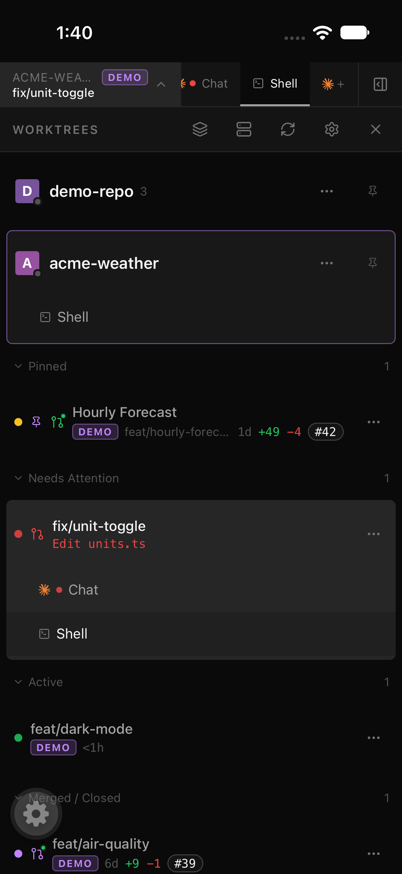 1:40
ACME-WEA... DEMO
fix/unit-toggle
Chat
Shell
+
WORKTREES
D demo-repo 3
A acme-weather
Shell
Pinned 1
Hourly Forecast
DEMO feat/hourly-forec... 1d +49 −4 #42
Needs Attention 1
fix/unit-toggle
Edit units.ts
Chat
Shell
Active 1
feat/dark-mode
DEMO <1h
Merged / Closed 1
feat/air-quality
DEMO 6d +9 −1 #39